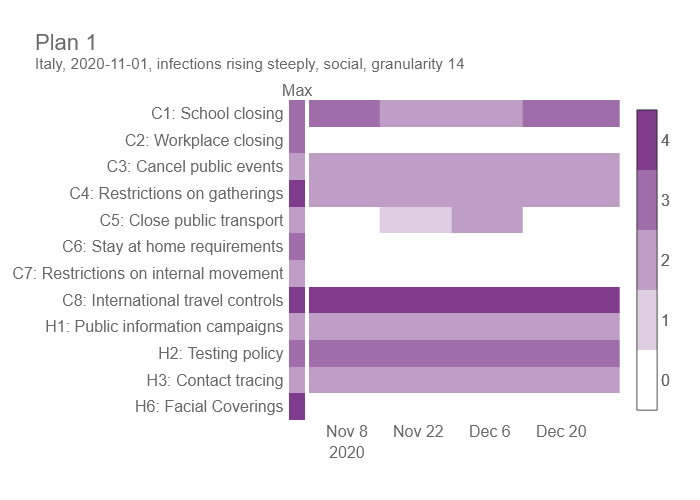 Plan 1
Italy, 2020-11-01, infections rising steeply, social, granularity 14
Max
C1: School closing
C2: Workplace closing
C3: Cancel public events
C4: Restrictions on gatherings
C5: Close public transport
C6: Stay at home requirements
C7: Restrictions on internal movement
C8: International travel controls
H1: Public information campaigns
H2: Testing policy
H3: Contact tracing
H6: Facial Coverings
Nov 8 Nov 22 Dec 6 Dec 20
2020
4
3
2
1
0